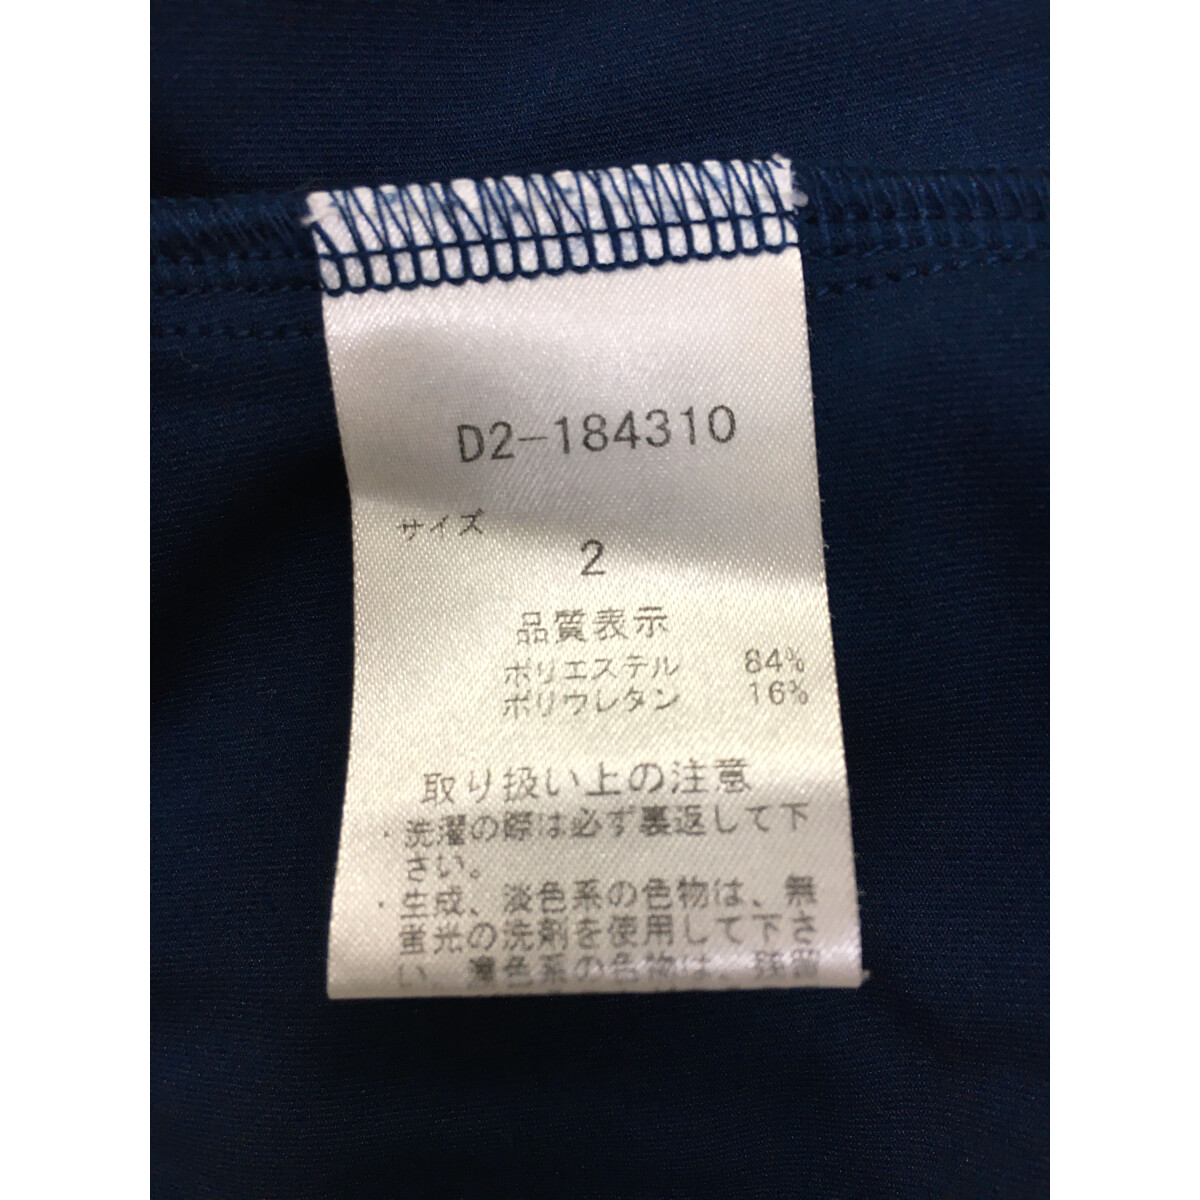 D2-184310
サイズ
2
品質表示
ポリエステル 84%
ポリウレタン 16%
取り扱い上の注意
・洗濯の際は必ず裏返して下
さい。
・生成、淡色系の色物は、無
蛍光の洗剤を使用して下さ
い。濃色系の色物は、